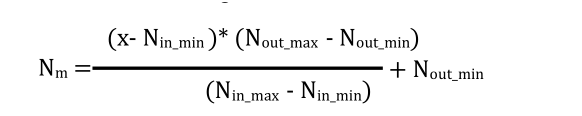 (x- N_in_min )* (N_out_max - N_out_min)
N_m = + N_out_min
(N_in_max - N_in_min)